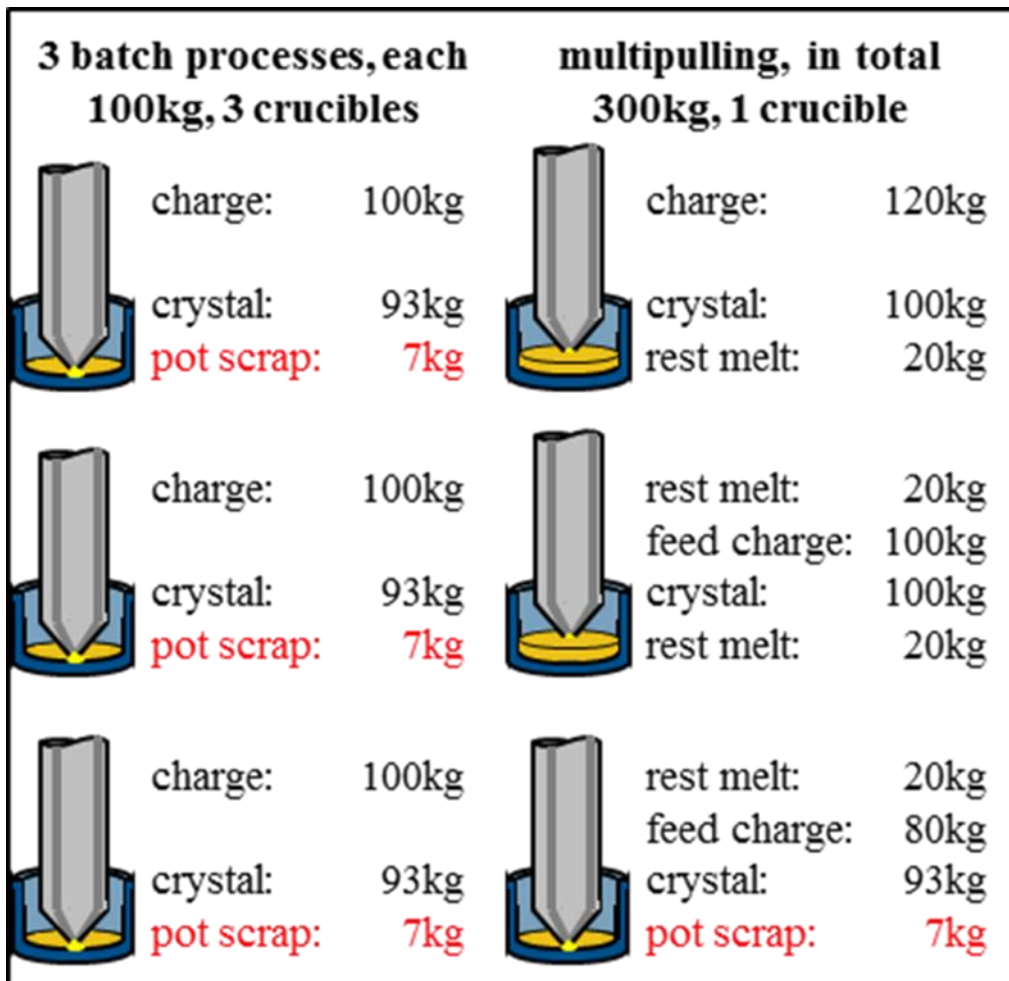 3 batch processes, each
100kg, 3 crucibles
charge: 100kg
crystal: 93kg
pot scrap: 7kg
charge: 100kg
crystal: 93kg
pot scrap: 7kg
charge: 100kg
crystal: 93kg
pot scrap: 7kg
multipulling, in total
300kg, 1 crucible
charge: 120kg
crystal: 100kg
rest melt: 20kg
rest melt: 20kg
feed charge: 100kg
crystal: 100kg
rest melt: 20kg
rest melt: 20kg
feed charge: 80kg
crystal: 93kg
pot scrap: 7kg